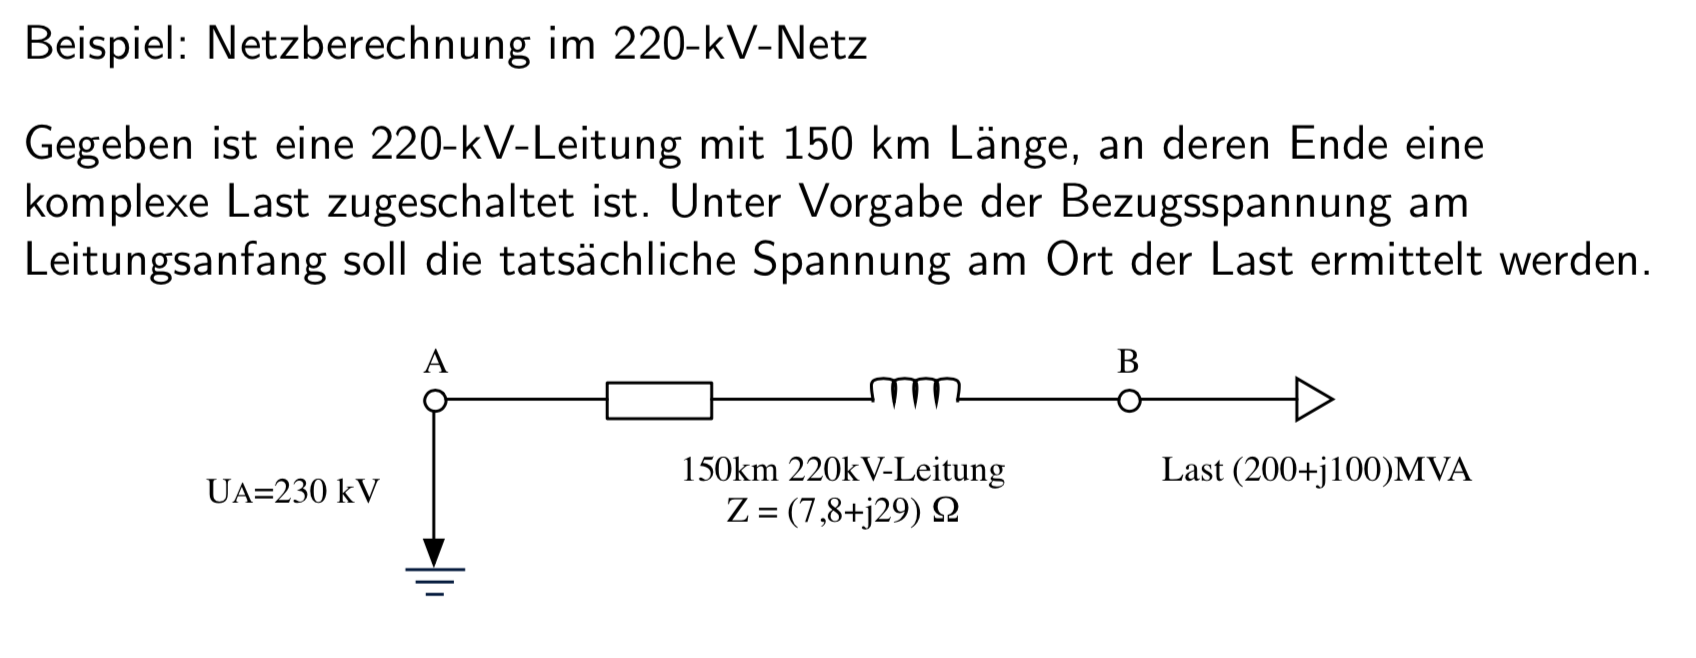 Beispiel: Netzberechnung im 220-kV-Netz
Gegeben ist eine 220-kV-Leitung mit 150 km Länge, an deren Ende eine
komplexe Last zugeschaltet ist. Unter Vorgabe der Bezugsspannung am
Leitungsanfang soll die tatsächliche Spannung am Ort der Last ermittelt werden.
A
B
UA=230 kV
150km 220kV-Leitung
Z = (7,8+j29) Ω
Last (200+j100)MVA